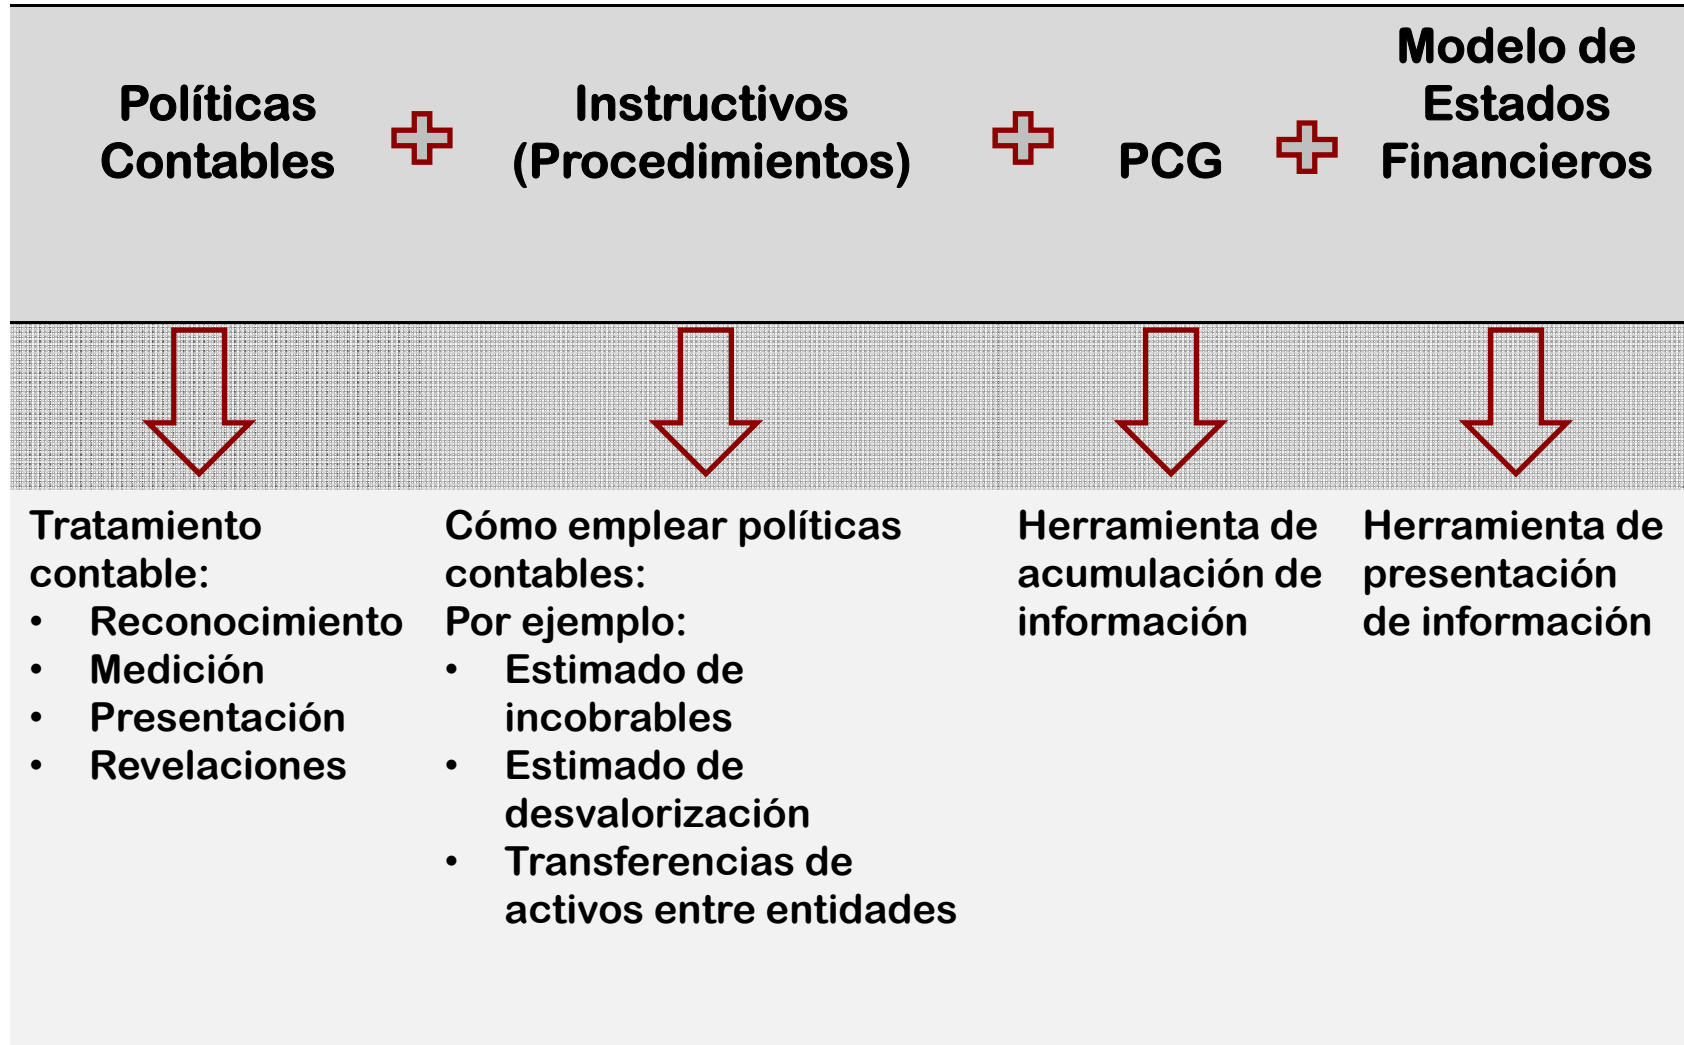 Políticas
Contables
Instructivos
(Procedimientos)
PCG
Modelo de
Estados
Financieros
Tratamiento
contable:
• Reconocimiento
• Medición
• Presentación
• Revelaciones
Cómo emplear políticas
contables:
Por ejemplo:
• Estimado de
incobrables
• Estimado de
desvalorización
• Transferencias de
activos entre entidades
Herramienta de
acumulación de
información
Herramienta de
presentación
de información